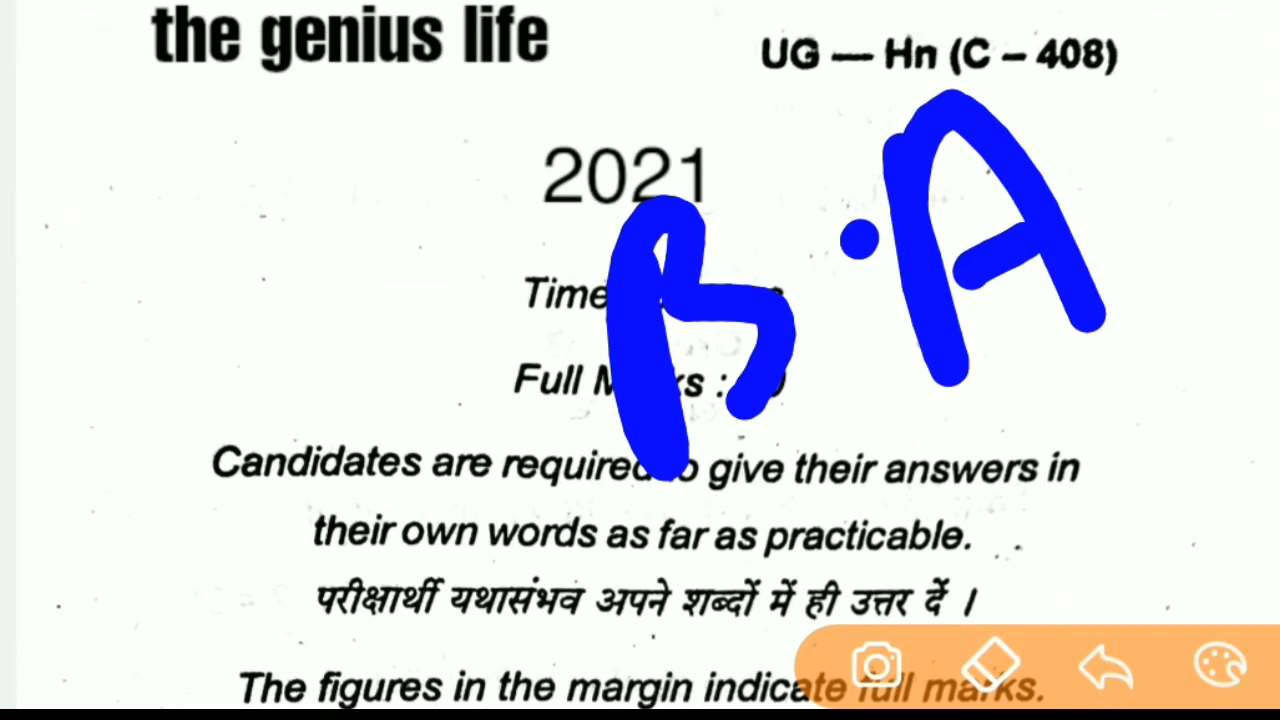 the genius life
UG — Hn (C – 408)
2021
B.A
Time
Full Marks :
Candidates are required to give their answers in
their own words as far as practicable.
परीक्षार्थी यथासंभव अपने शब्दों में ही उत्तर दें ।
The figures in the margin indicate full marks.